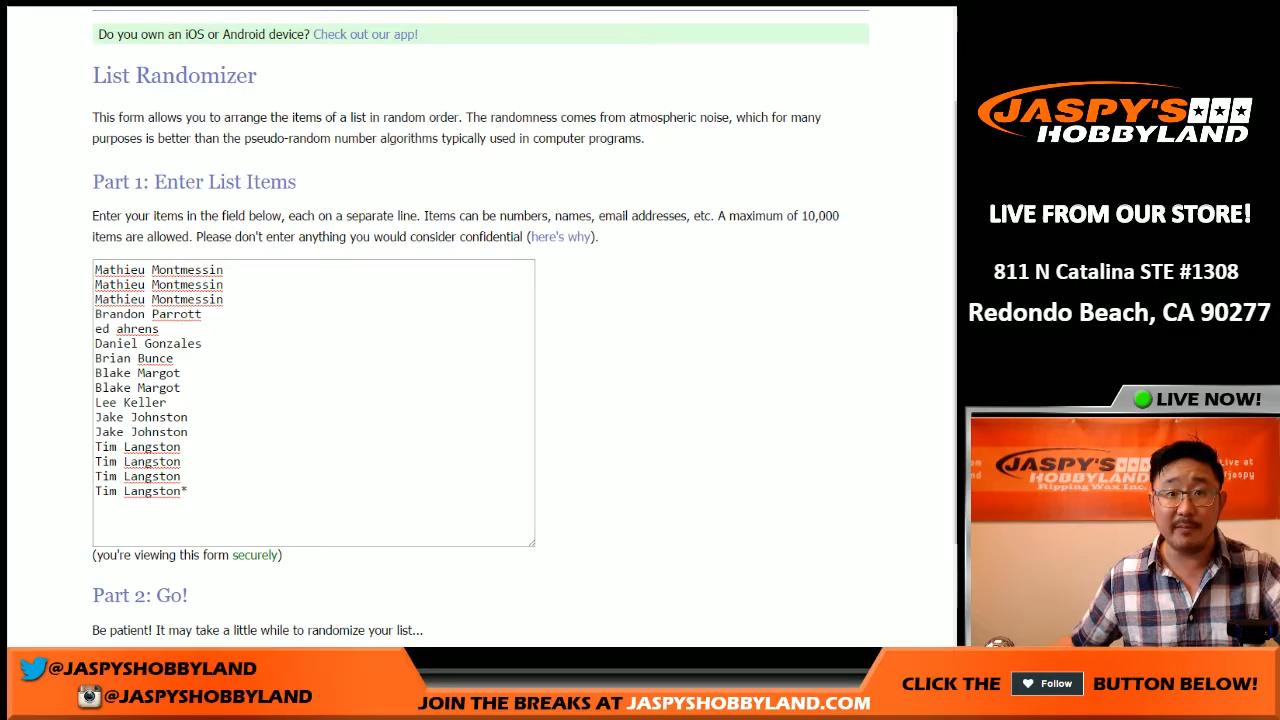 Do you own an iOS or Android device? Check out our app!
List Randomizer
This form allows you to arrange the items of a list in random order. The randomness comes from atmospheric noise, which for many
purposes is better than the pseudo-random number algorithms typically used in computer programs.
Part 1: Enter List Items
Enter your items in the field below, each on a separate line. Items can be numbers, names, email addresses, etc. A maximum of 10,000
items are allowed. Please don't enter anything you would consider confidential (here's why).
Mathieu Montmessin
Mathieu Montmessin
Mathieu Montmessin
Brandon Parrott
ed ahrens
Daniel Gonzales
Brian Bunce
Blake Margot
Blake Margot
Lee Keller
Jake Johnston
Jake Johnston
Tim Langston
Tim Langston
Tim Langston
Tim Langston*
(you're viewing this form securely)
Part 2: Go!
Be patient! It may take a little while to randomize your list...
JASPY'S
HOBBYLAND
LIVE FROM OUR STORE!
811 N Catalina STE #1308
Redondo Beach, CA 90277
LIVE NOW!
JASPY'S
HOBBYLAND
Ripping Wax Inc.
Live at
jaspy
@JASPYSHOBBYLAND
@JASPYSHOBBYLAND
JOIN THE BREAKS AT JASPYSHOBBYLAND.COM
CLICK THE Follow BUTTON BELOW!